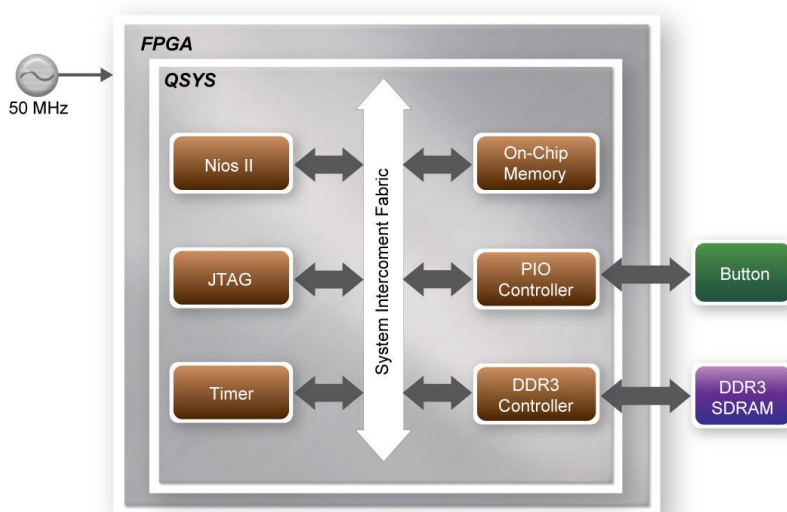 FPGA
50 MHz
QSYS
Nios II
On-Chip
Memory
System Intercoment Fabric
JTAG
PIO
Controller
Button
Timer
DDR3
Controller
DDR3
SDRAM